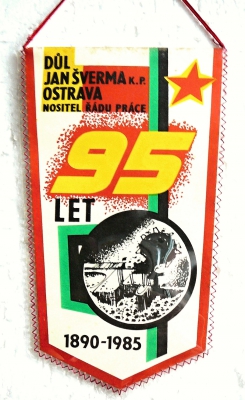 DŮL
JAN ŠVERMA K.P.
OSTRAVA
NOSITEL ŘÁDU PRÁCE
95
LET
1890-1985